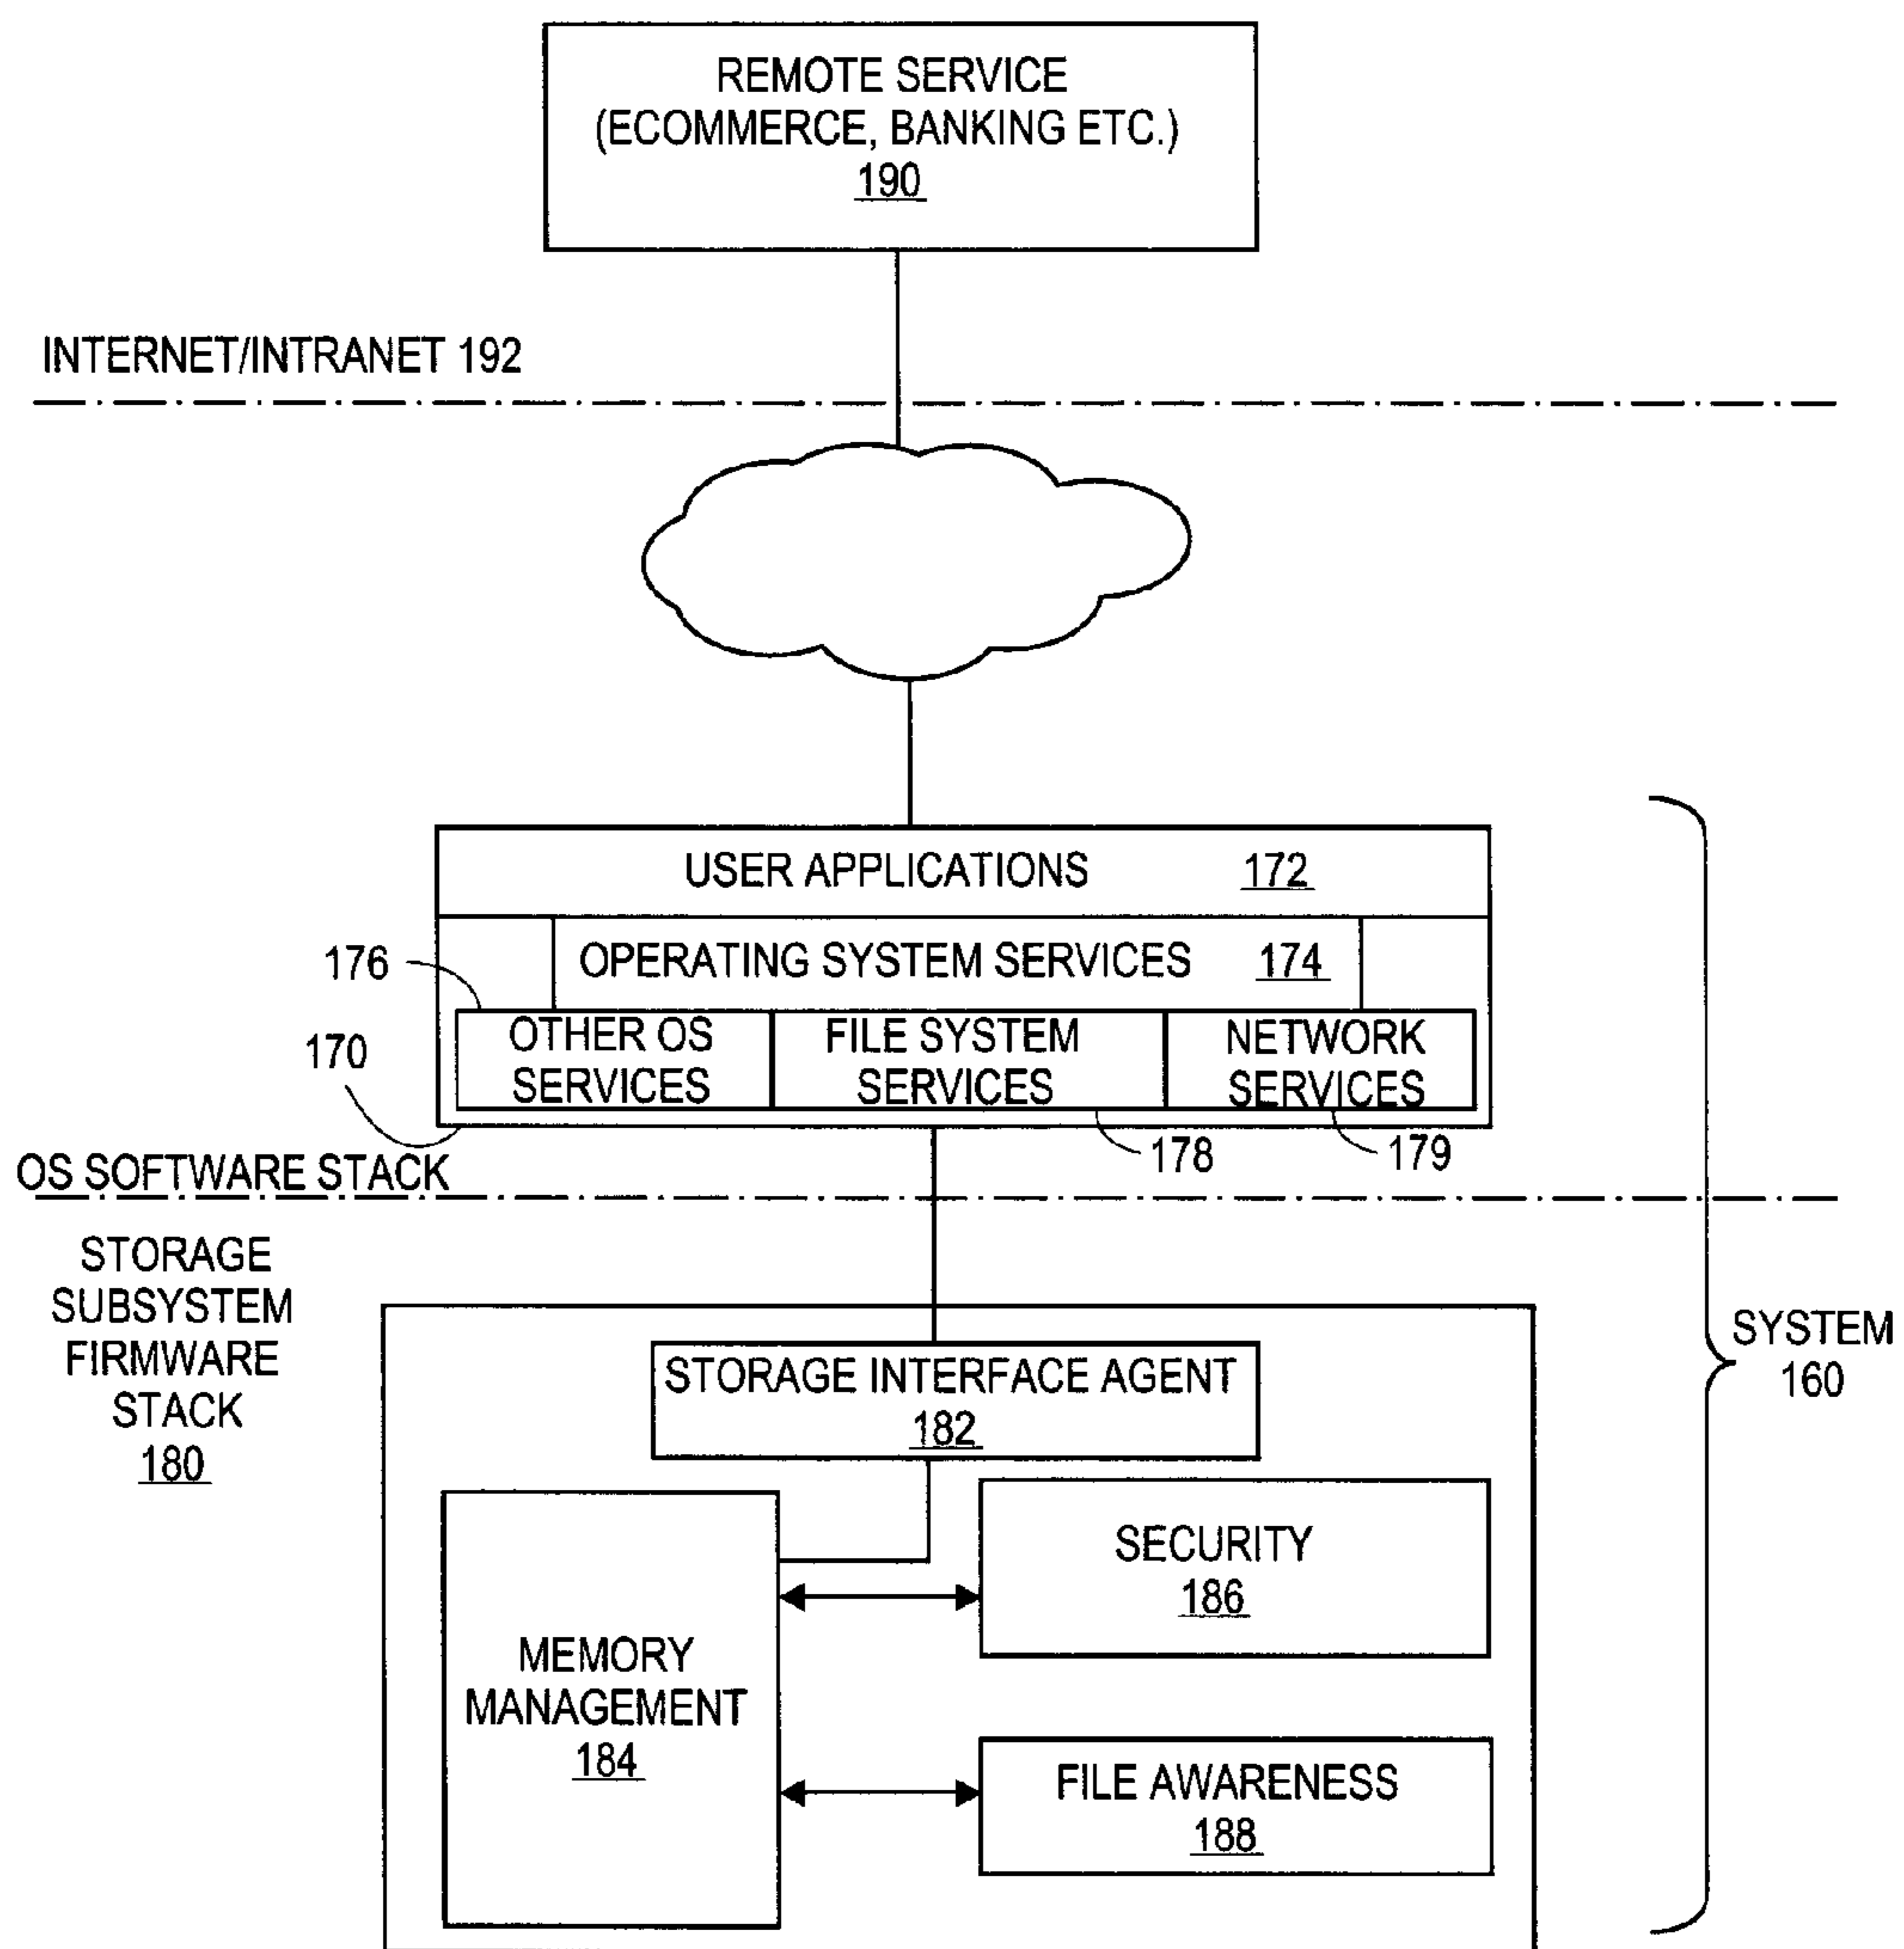 REMOTE SERVICE
(ECOMMERCE, BANKING ETC.)
190
INTERNET/INTRANET 192
USER APPLICATIONS 172
OPERATING SYSTEM SERVICES 174
176
OTHER OS
SERVICES
FILE SYSTEM
SERVICES
NETWORK
SERVICES
170
178
179
OS SOFTWARE STACK
STORAGE
SUBSYSTEM
FIRMWARE
STACK
180
SYSTEM
160
STORAGE INTERFACE AGENT
182
SECURITY
186
MEMORY
MANAGEMENT
184
FILE AWARENESS
188